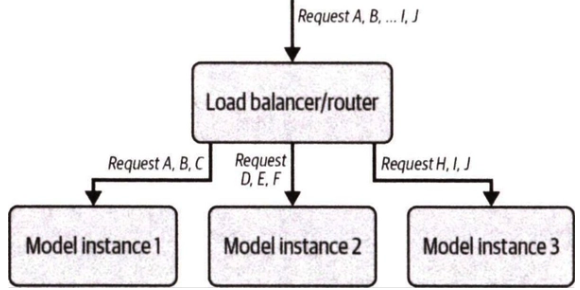 Request A, B, ... I, J
Load balancer/router
Request A, B, C
Request
D, E, F
Request H, I, J
Model instance 1
Model instance 2
Model instance 3